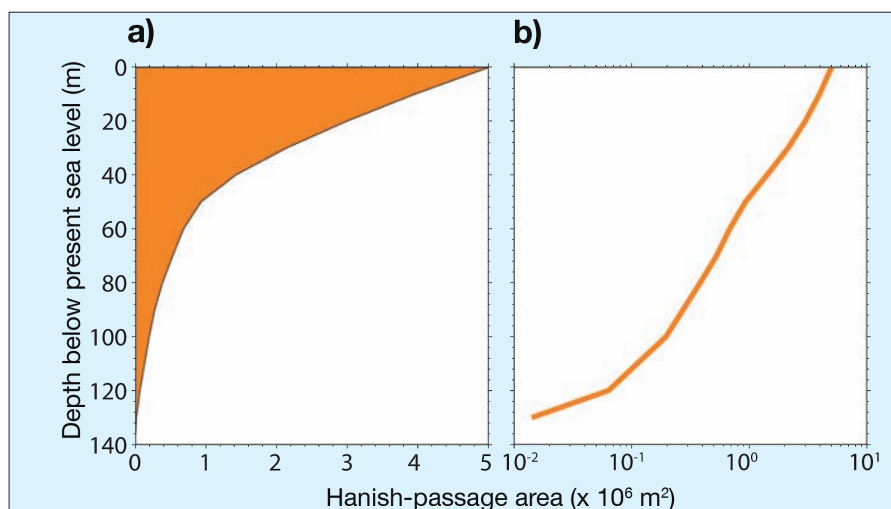 a)
b)
Depth below present sea level (m)
0
20
40
60
80
100
120
140
0 1 2 3 4 5
10-2 10-1 10⁰ 10¹
Hanish-passage area (x 10⁶ m²)